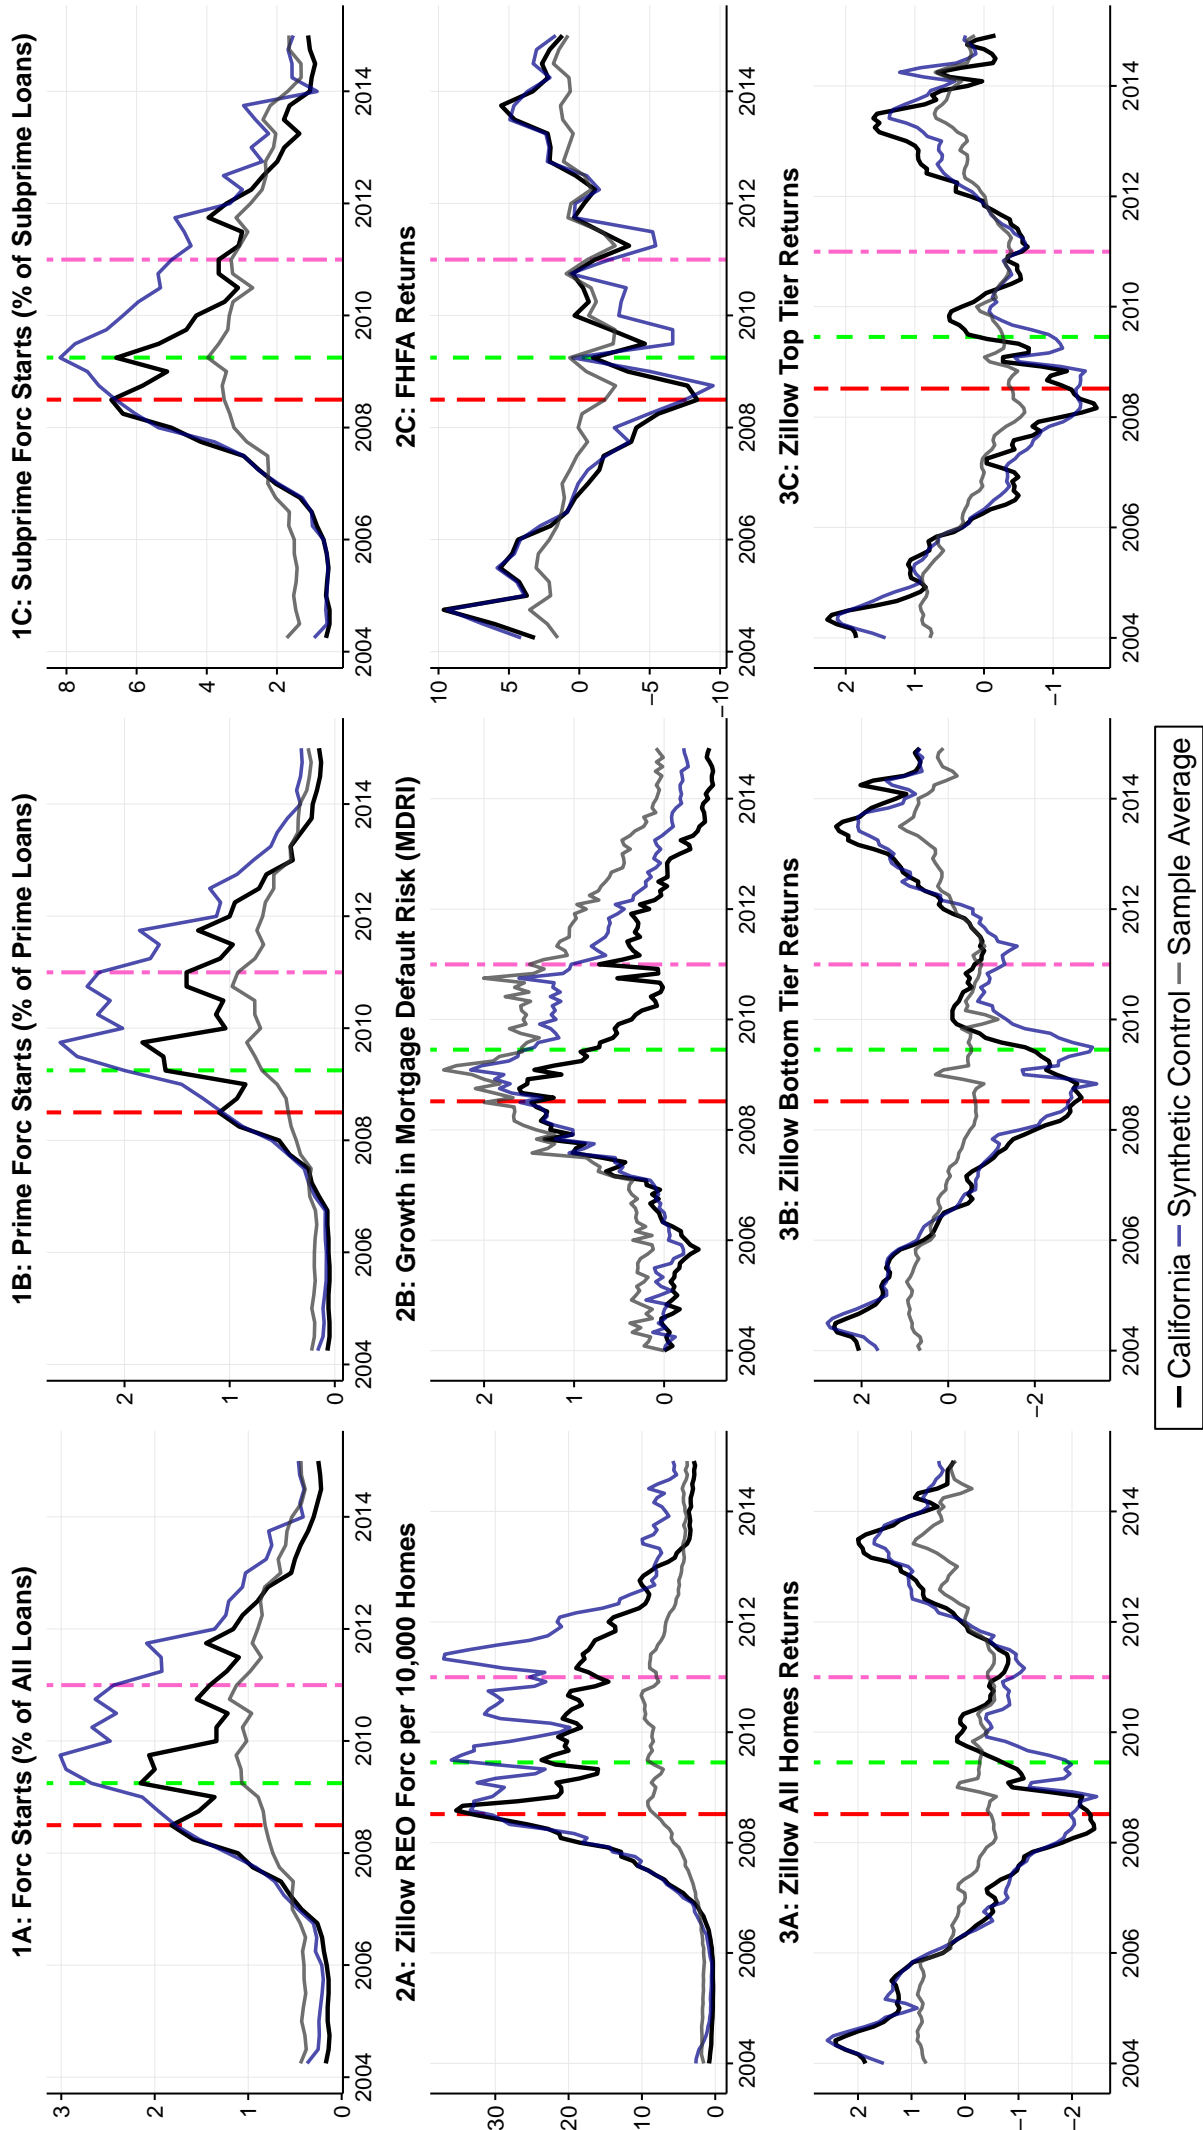 1A: Forc Starts (% of All Loans)
3
2
1
0
2004 2006 2008 2010 2012 2014
1B: Prime Forc Starts (% of Prime Loans)
2
1
0
2004 2006 2008 2010 2012 2014
1C: Subprime Forc Starts (% of Subprime Loans)
8
6
4
2
2004 2006 2008 2010 2012 2014
2A: Zillow REO Forc per 10,000 Homes
30
20
10
0
2004 2006 2008 2010 2012 2014
2B: Growth in Mortgage Default Risk (MDRI)
2
1
0
2004 2006 2008 2010 2012 2014
2C: FHFA Returns
10
5
0
−5
−10
2004 2006 2008 2010 2012 2014
3A: Zillow All Homes Returns
2
1
0
−1
−2
2004 2006 2008 2010 2012 2014
3B: Zillow Bottom Tier Returns
2
0
−2
2004 2006 2008 2010 2012 2014
3C: Zillow Top Tier Returns
2
1
0
−1
2004 2006 2008 2010 2012 2014
California Synthetic Control Sample Average